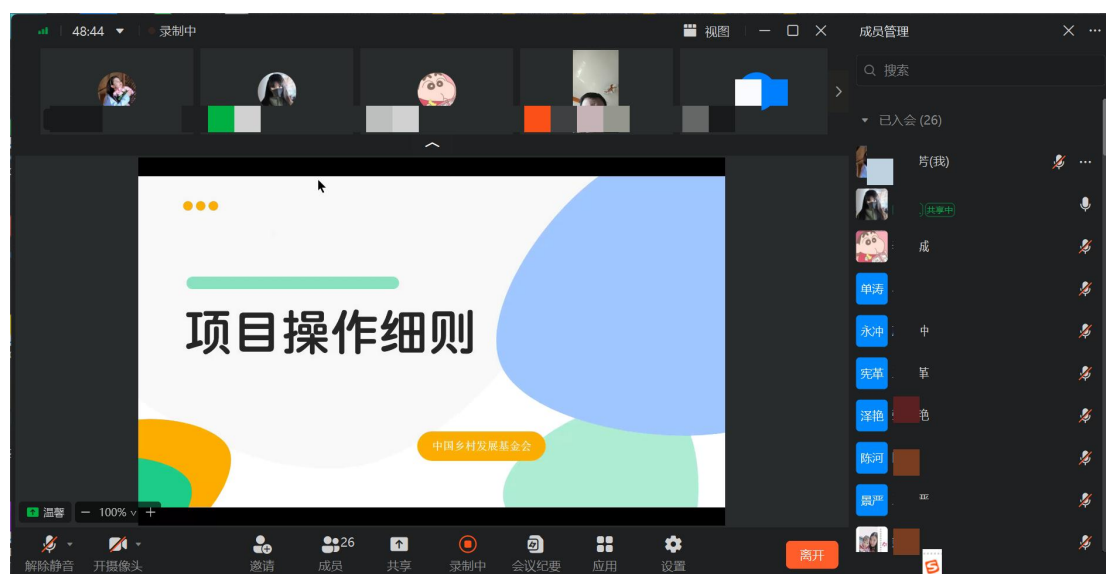 48:44
录制中
视图
成员管理
搜索
已入会 (26)
芳(我)
共享中
成
单涛
永冲 中
宪革 革
泽艳 艳
陈河
景严 严
项目操作细则
中国乡村发展基金会
温馨
100%
解除静音
开摄像头
邀请
26
成员
共享
录制中
会议纪要
应用
设置
离开